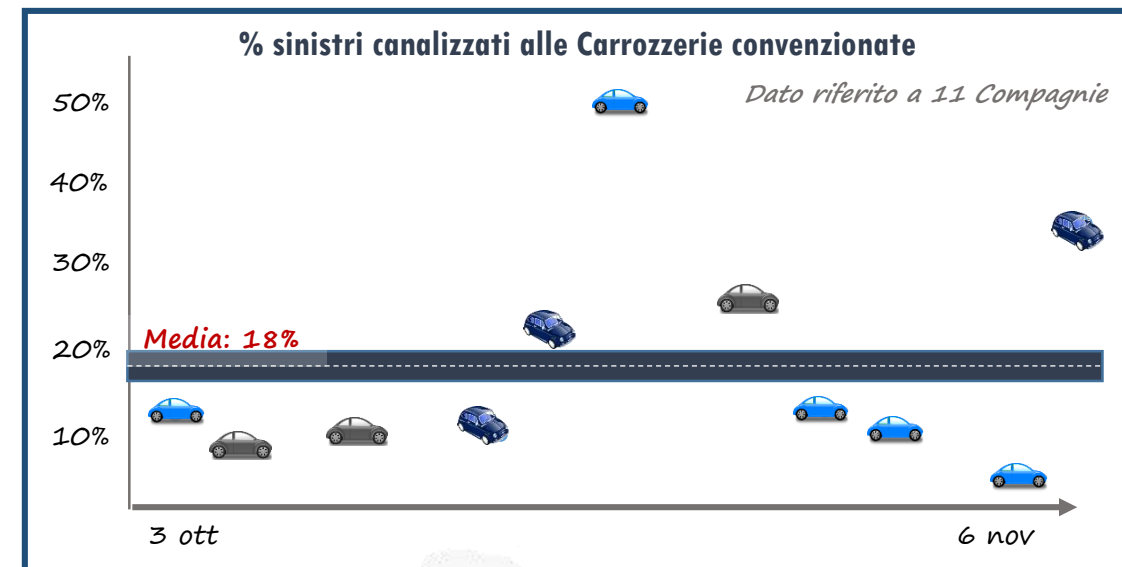 % sinistri canalizzati alle Carrozzerie convenzionate
Dato riferito a 11 Compagnie
50%
40%
30%
Media: 18%
20%
10%
3 ott
6 nov